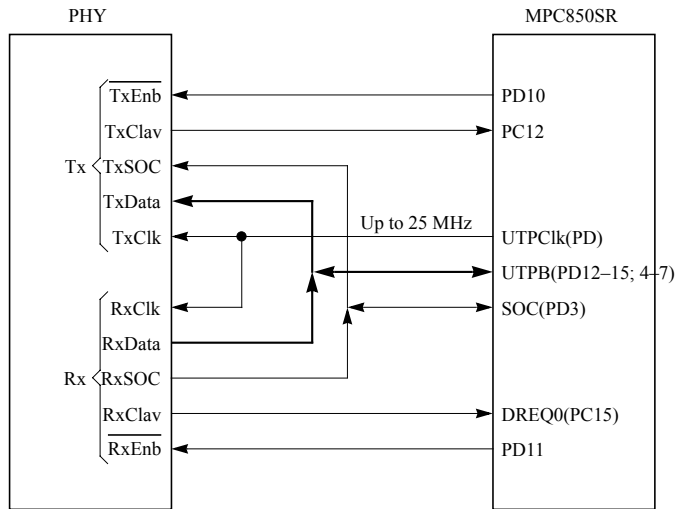 PHY
MPC850SR
TxEnb
PD10
TxClav
PC12
Tx
TxSOC
TxData
Up to 25 MHz
TxClk
UTPClk(PD)
UTPB(PD12–15; 4–7)
RxClk
SOC(PD3)
RxData
Rx
RxSOC
RxClav
DREQ0(PC15)
RxEnb
PD11